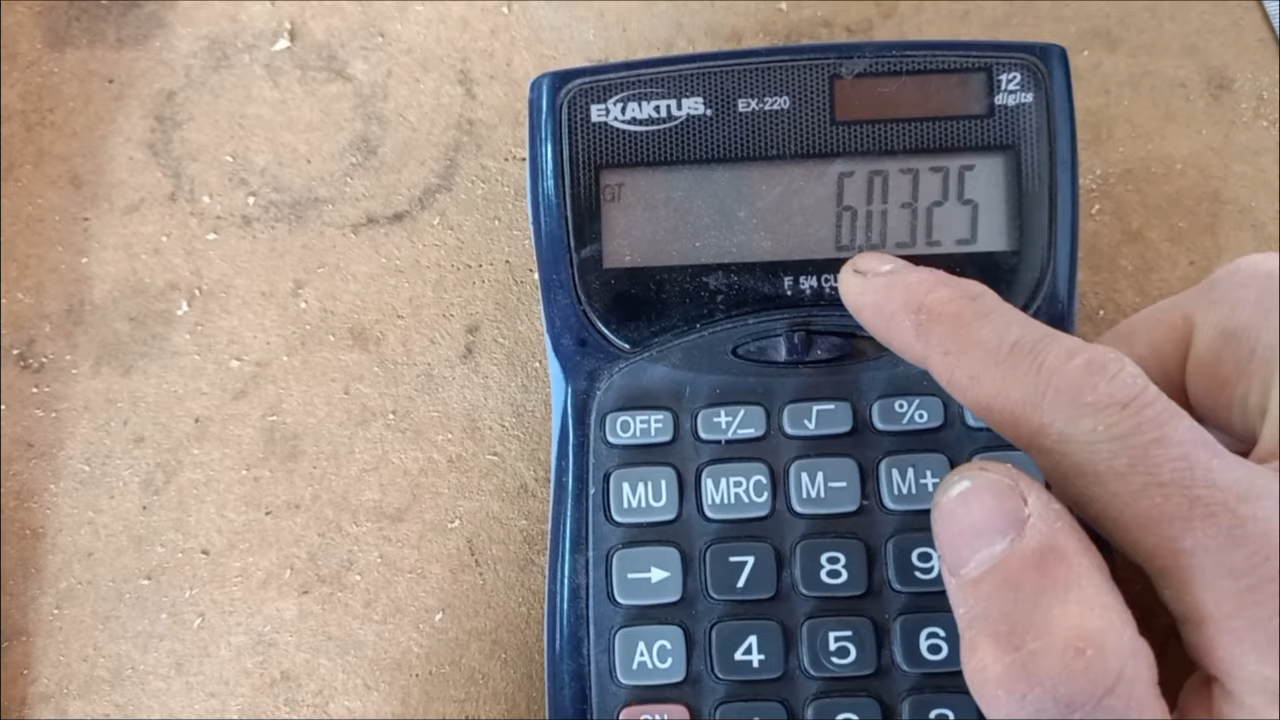 EXAKTUS. EX-220 12 digits
GT 6.0325
F 5/4
OFF +/− √ %
MU MRC M− M+
→ 7 8 9
AC 4 5 6